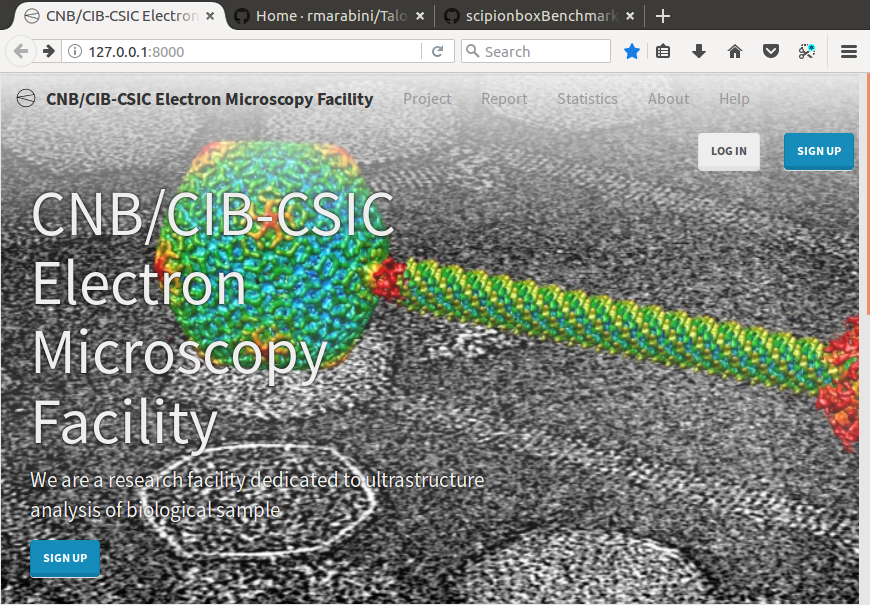 CNB/CIB-CSIC Electron
Home · rmarabini/Talo
scipionboxBenchmark
127.0.0.1:8000
Search
CNB/CIB-CSIC Electron Microscopy Facility
Project
Report
Statistics
About
Help
LOG IN
SIGN UP
CNB/CIB-CSIC
Electron
Microscopy
Facility
We are a research facility dedicated to ultrastructure
analysis of biological sample
SIGN UP